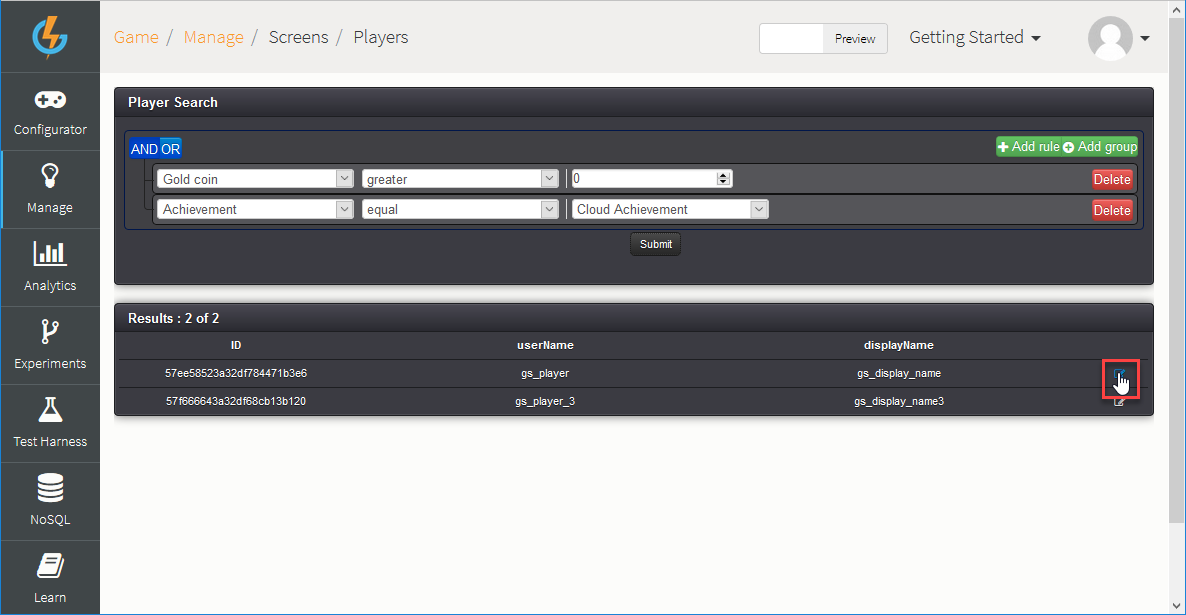 Game / Manage / Screens / Players
Preview
Getting Started
Configurator
Manage
Analytics
Experiments
Test Harness
NoSQL
Learn
Player Search
AND OR
Add rule Add group
Gold coin greater 0 Delete
Achievement equal Cloud Achievement Delete
Submit
Results : 2 of 2
ID userName displayName
57ee58523a32df784471b3e6 gs_player gs_display_name
57f666643a32df68cb13b120 gs_player_3 gs_display_name3